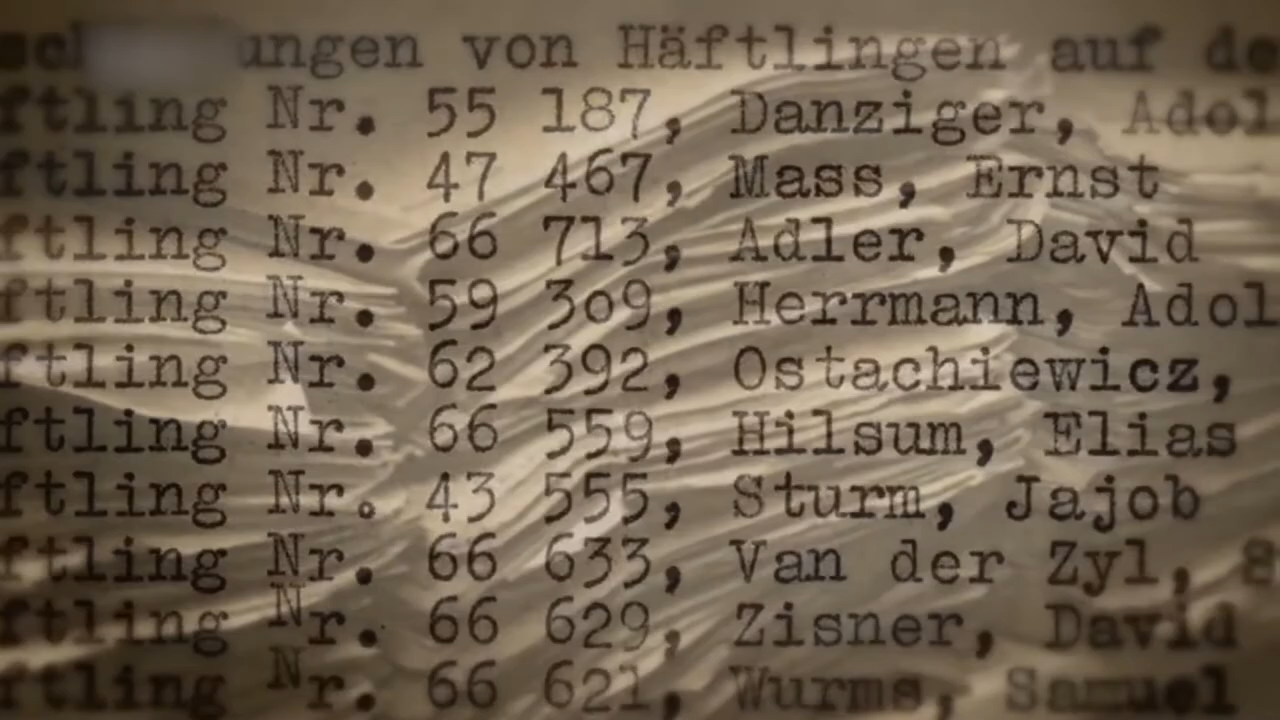 von Häftlingen auf de
ftling Nr. 55 187, Danziger, Adol
ftling Nr. 47 467, Mass, Ernst
ftling Nr. 66 713, Adler, David
ftling Nr. 59 3o9, Herrmann, Adol
ftling Nr. 62 392, Ostachiewicz,
ftling Nr. 66 559, Hilsum, Elias
ftling Nr. 43 555, Sturm, Jajob
ftling Nr. 66 633, Van der Zyl,
ftling Nr. 66 629, Zisner, David
ftling Nr. 66 621, Wurms, Samuel